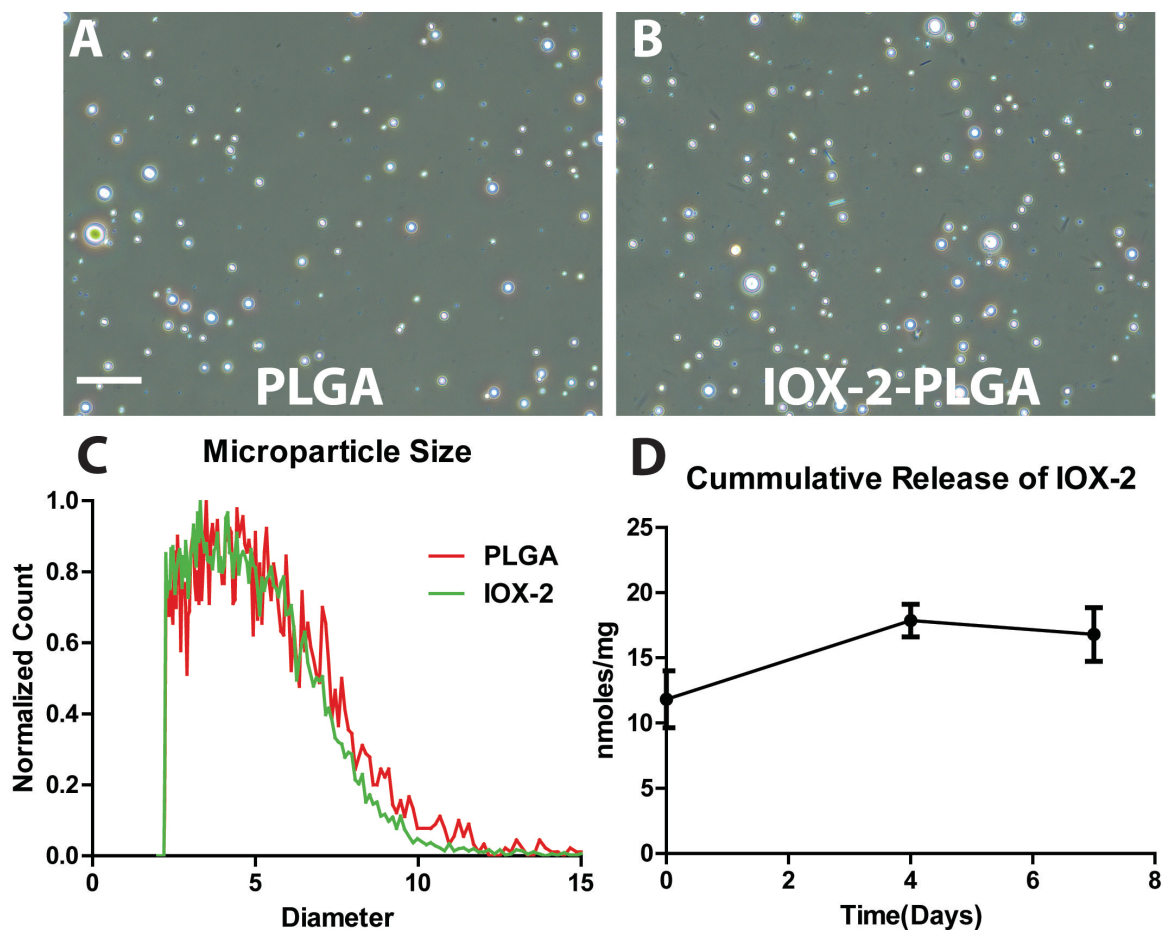 A
B
PLGA
IOX-2-PLGA
C
Microparticle Size
Normalized Count
1.0
0.8
0.6
0.4
0.2
0.0
PLGA
IOX-2
0
5
10
15
Diameter
D
Cummulative Release of IOX-2
nmoles/mg
25
20
15
10
5
0
0
2
4
6
8
Time(Days)